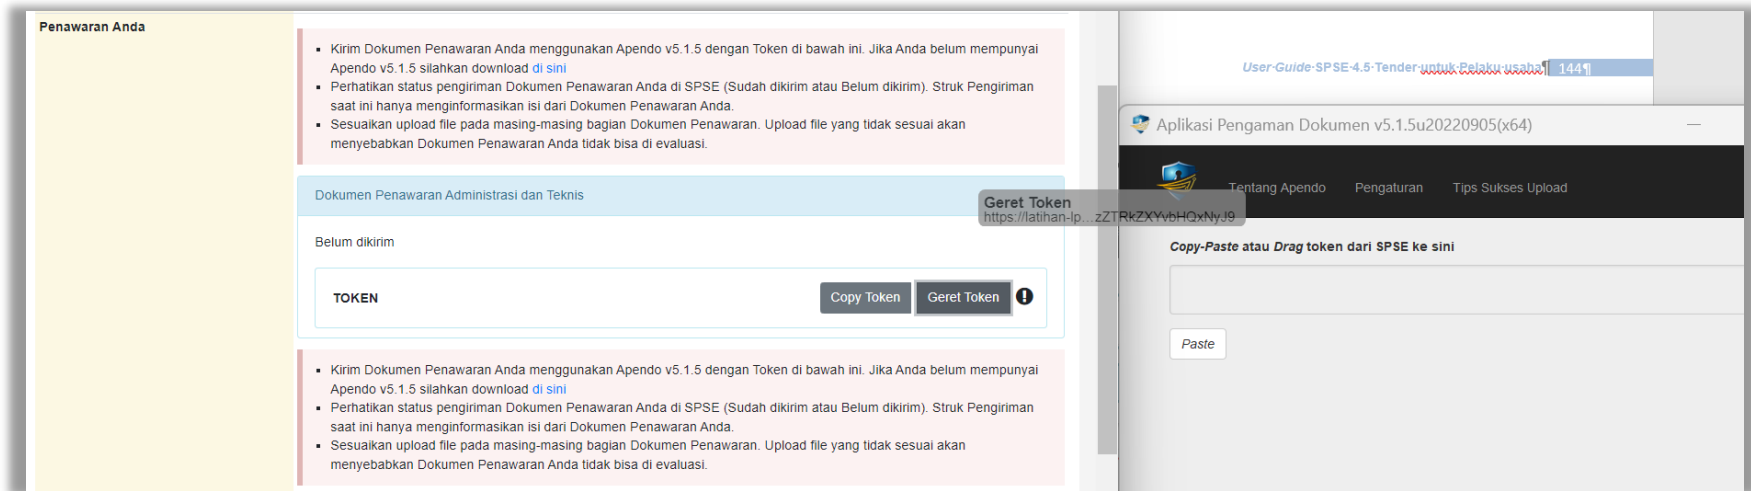 Penawaran Anda
▪ Kirim Dokumen Penawaran Anda menggunakan Apendo v5.1.5 dengan Token di bawah ini. Jika Anda belum mempunyai
Apendo v5.1.5 silahkan download di sini
▪ Perhatikan status pengiriman Dokumen Penawaran Anda di SPSE (Sudah dikirim atau Belum dikirim). Struk Pengiriman
saat ini hanya menginformasikan isi dari Dokumen Penawaran Anda.
▪ Sesuaikan upload file pada masing-masing bagian Dokumen Penawaran. Upload file yang tidak sesuai akan
menyebabkan Dokumen Penawaran Anda tidak bisa di evaluasi.
Dokumen Penawaran Administrasi dan Teknis
Belum dikirim
TOKEN
Copy Token
Geret Token
▪ Kirim Dokumen Penawaran Anda menggunakan Apendo v5.1.5 dengan Token di bawah ini. Jika Anda belum mempunyai
Apendo v5.1.5 silahkan download di sini
▪ Perhatikan status pengiriman Dokumen Penawaran Anda di SPSE (Sudah dikirim atau Belum dikirim). Struk Pengiriman
saat ini hanya menginformasikan isi dari Dokumen Penawaran Anda.
▪ Sesuaikan upload file pada masing-masing bagian Dokumen Penawaran. Upload file yang tidak sesuai akan
menyebabkan Dokumen Penawaran Anda tidak bisa di evaluasi.
Geret Token
https://latihan-lp...zZTRkZXYvbHQxNyJ9
User·Guide·SPSE·4.5·Tender·untuk·Pelaku·usaha¶ 144¶
Aplikasi Pengaman Dokumen v5.1.5u20220905(x64)
Tentang Apendo Pengaturan Tips Sukses Upload
Copy-Paste atau Drag token dari SPSE ke sini
Paste